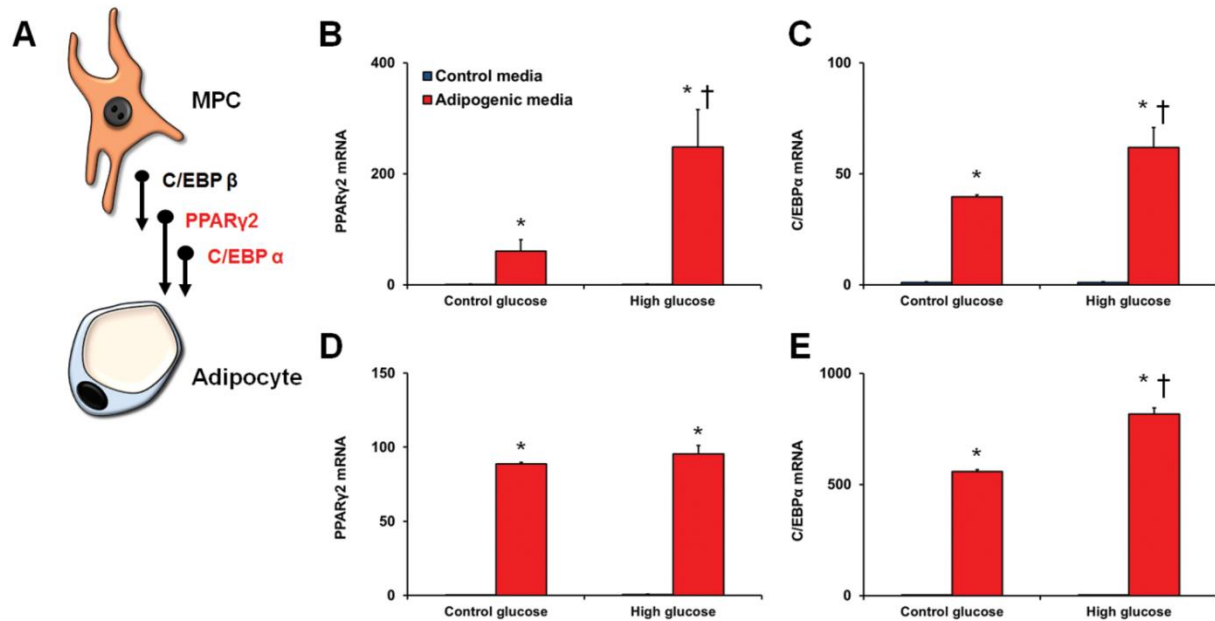 A
MPC
C/EBP β
PPARγ2
C/EBP α
Adipocyte
B
PPARγ2 mRNA
400
200
0
Control media
Adipogenic media
*
* †
Control glucose
High glucose
C
C/EBPα mRNA
100
50
0
*
* †
Control glucose
High glucose
D
PPARγ2 mRNA
150
100
50
0
*
*
Control glucose
High glucose
E
C/EBPα mRNA
1000
500
0
*
* †
Control glucose
High glucose